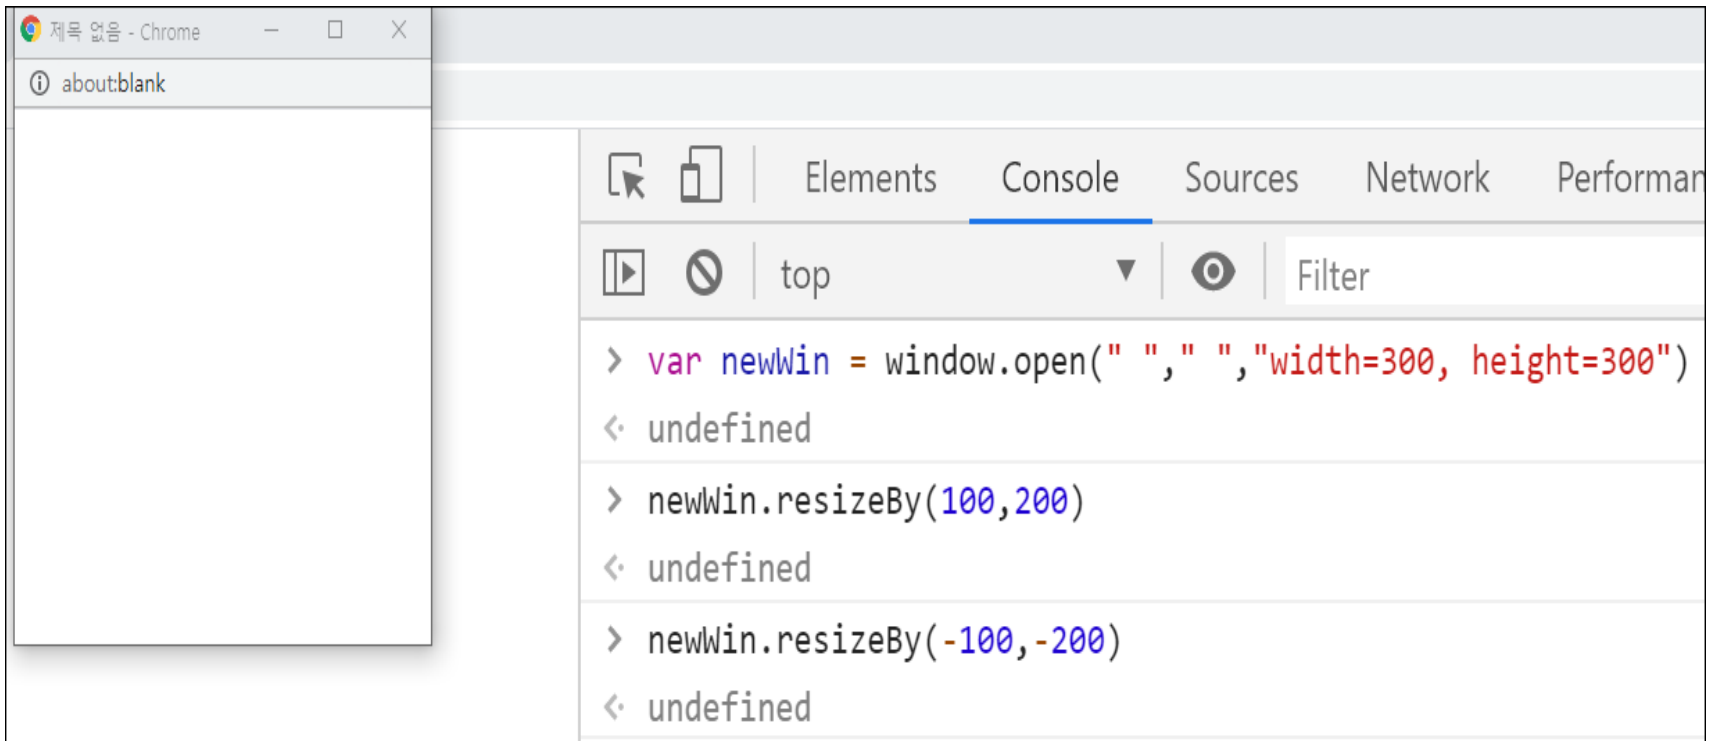 제목 없음 - Chrome
about:blank
Elements Console Sources Network Performan
top ▼ Filter
> var newWin = window.open(" "," ","width=300, height=300")
undefined
> newWin.resizeBy(100,200)
undefined
> newWin.resizeBy(-100,-200)
undefined